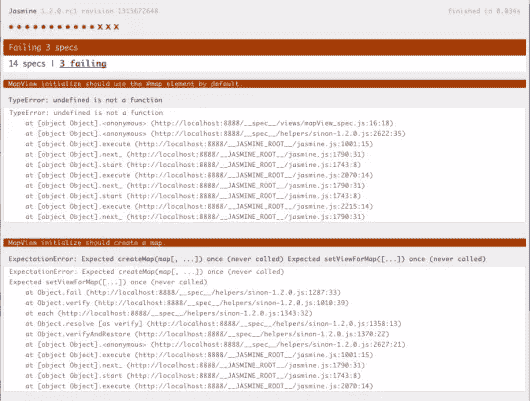 Jasmine 1.2.0.rc1 revision 1315677640
finished in 0.034s
x x x
Failing 3 specs
14 specs | 3 failing
MapView initialize should use the #map element by default.
TypeError: undefined is not a function
TypeError: undefined is not a function
at [object Object].<anonymous> (http://localhost:8888/__spec__/views/mapView_spec.js:16:18)
at [object Object].<anonymous> (http://localhost:8888/__spec__/helpers/sinon-1.2.0.js:2622:35)
at [object Object].execute (http://localhost:8888/__JASMINE_ROOT__/jasmine.js:1001:15)
at [object Object].next_ (http://localhost:8888/__JASMINE_ROOT__/jasmine.js:1790:31)
at [object Object].start (http://localhost:8888/__JASMINE_ROOT__/jasmine.js:1743:8)
at [object Object].execute (http://localhost:8888/__JASMINE_ROOT__/jasmine.js:2070:14)
at [object Object].next_ (http://localhost:8888/__JASMINE_ROOT__/jasmine.js:1790:31)
at [object Object].start (http://localhost:8888/__JASMINE_ROOT__/jasmine.js:1743:8)
at [object Object].execute (http://localhost:8888/__JASMINE_ROOT__/jasmine.js:2215:14)
at [object Object].next_ (http://localhost:8888/__JASMINE_ROOT__/jasmine.js:1790:31)
MapView initialize should create a map.
ExpectationError: Expected createMap(map[, ...]) once (never called) Expected setViewForMap([...]) once (never called)
ExpectationError: Expected createMap(map[, ...]) once (never called)
Expected setViewForMap([...]) once (never called)
at Object.fail (http://localhost:8888/__spec__/helpers/sinon-1.2.0.js:1287:33)
at Object.verify (http://localhost:8888/__spec__/helpers/sinon-1.2.0.js:1010:39)
at each (http://localhost:8888/__spec__/helpers/sinon-1.2.0.js:1343:32)
at Object.resolve [as verify] (http://localhost:8888/__spec__/helpers/sinon-1.2.0.js:1358:13)
at Object.verifyAndRestore (http://localhost:8888/__spec__/helpers/sinon-1.2.0.js:1370:22)
at [object Object].<anonymous> (http://localhost:8888/__spec__/helpers/sinon-1.2.0.js:2627:21)
at [object Object].execute (http://localhost:8888/__JASMINE_ROOT__/jasmine.js:1001:15)
at [object Object].next_ (http://localhost:8888/__JASMINE_ROOT__/jasmine.js:1790:31)
at [object Object].start (http://localhost:8888/__JASMINE_ROOT__/jasmine.js:1743:8)
at [object Object].execute (http://localhost:8888/__JASMINE_ROOT__/jasmine.js:2070:14)